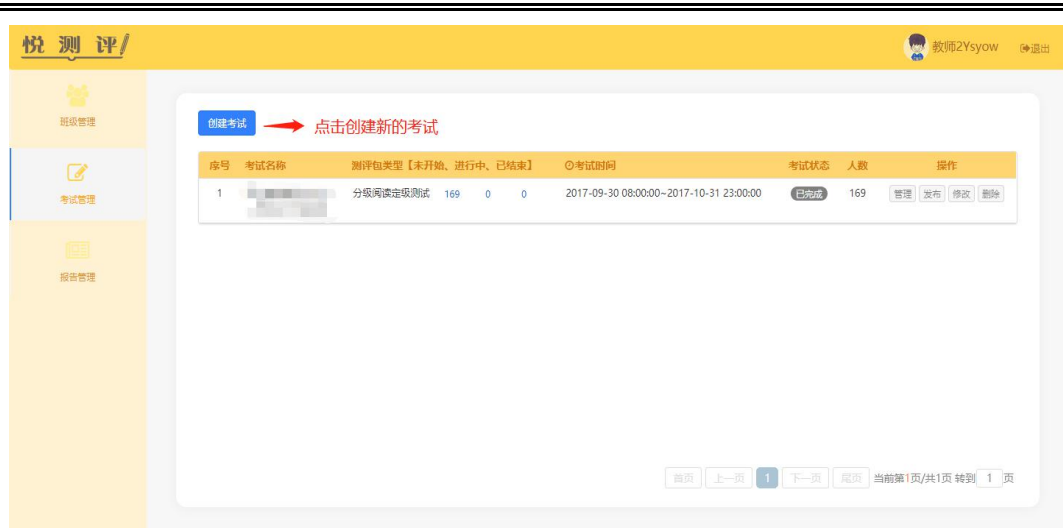 悦 测 评
教师2Ysyow 退出
班级管理
考试管理
报告管理
创建考试 点击创建新的考试
序号 考试名称 测评包类型【未开始、进行中、已结束】 考试时间 考试状态 人数 操作
1 分级阅读定级测试 169 0 0 2017-09-30 08:00:00~2017-10-31 23:00:00 已完成 169 管理 发布 修改 删除
首页 上一页 1 下一页 尾页 当前第1页/共1页 转到 1 页